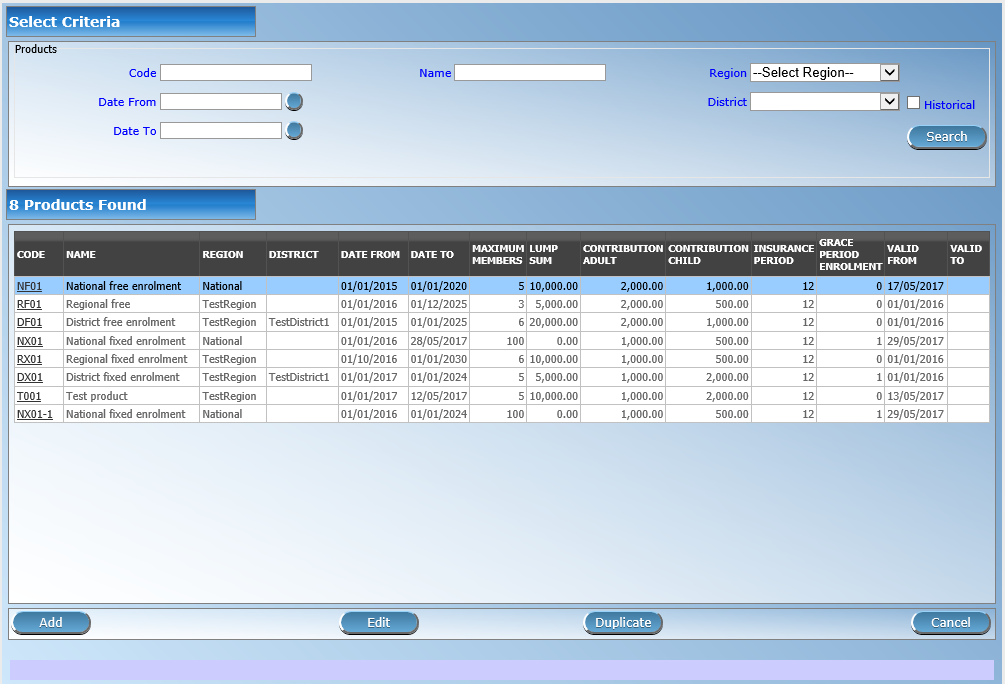 Select Criteria
Products
Code Name Region --Select Region--
Date From District Historical
Date To
Search
8 Products Found
CODE NAME REGION DISTRICT DATE FROM DATE TO MAXIMUM MEMBERS LUMP SUM CONTRIBUTION ADULT CONTRIBUTION CHILD INSURANCE PERIOD GRACE PERIOD ENROLMENT VALID FROM VALID TO
NF01 National free enrolment National 01/01/2015 01/01/2020 5 10,000.00 2,000.00 1,000.00 12 0 17/05/2017
RF01 Regional free TestRegion 01/01/2016 01/12/2025 3 5,000.00 2,000.00 500.00 12 0 01/01/2016
DF01 District free enrolment TestRegion TestDistrict1 01/01/2015 01/01/2025 6 20,000.00 2,000.00 1,000.00 12 0 01/01/2016
NX01 National fixed enrolment National 01/01/2016 28/05/2017 100 0.00 1,000.00 500.00 12 1 29/05/2017
RX01 Regional fixed enrolment TestRegion 01/10/2016 01/01/2030 6 10,000.00 1,000.00 500.00 12 0 01/01/2016
DX01 District fixed enrolment TestRegion TestDistrict1 01/01/2017 01/01/2024 5 5,000.00 1,000.00 2,000.00 12 1 01/01/2016
T001 Test product TestRegion 01/01/2017 12/05/2017 5 10,000.00 1,000.00 2,000.00 12 0 13/05/2017
NX01-1 National fixed enrolment National 01/01/2016 01/01/2024 100 0.00 1,000.00 500.00 12 1 29/05/2017
Add Edit Duplicate Cancel